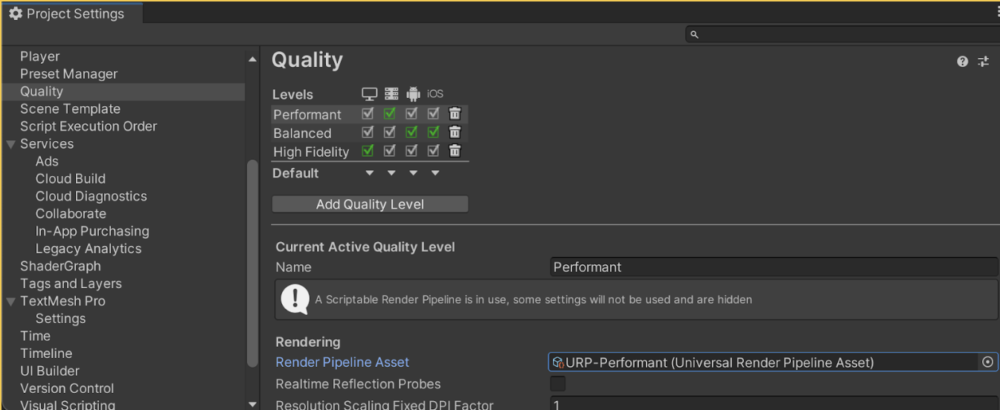 Project Settings
Player
Preset Manager
Quality
Scene Template
Script Execution Order
Services
Ads
Cloud Build
Cloud Diagnostics
Collaborate
In-App Purchasing
Legacy Analytics
ShaderGraph
Tags and Layers
TextMesh Pro
Settings
Time
Timeline
UI Builder
Version Control
Visual Scripting
Quality
Levels iOS
Performant
Balanced
High Fidelity
Default
Add Quality Level
Current Active Quality Level
Name Performant
A Scriptable Render Pipeline is in use, some settings will not be used and are hidden
Rendering
Render Pipeline Asset URP-Performant (Universal Render Pipeline Asset)
Realtime Reflection Probes
Resolution Scaling Fixed DPI Factor 1